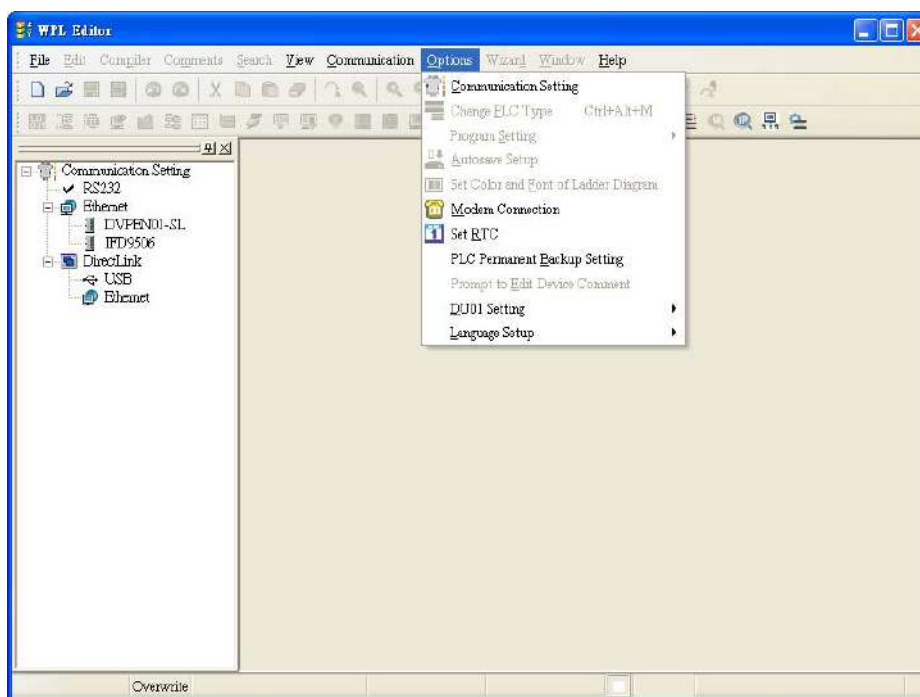 WPL Editor
File Edit Compiler Comments Search View Communication Options Wizard Window Help
Communication Setting
Change PLC Type Ctrl+Alt+M
Program Setting
Autosave Setup
Set Color and Font of Ladder Diagram
Modem Connection
Set RTC
PLC Permanent Backup Setting
Prompt to Edit Device Comment
DU01 Setting
Language Setup
Communication Setting
RS232
Ethernet
DVPEN01-SL
IFD9506
DirectLink
USB
Ethernet
Overwrite